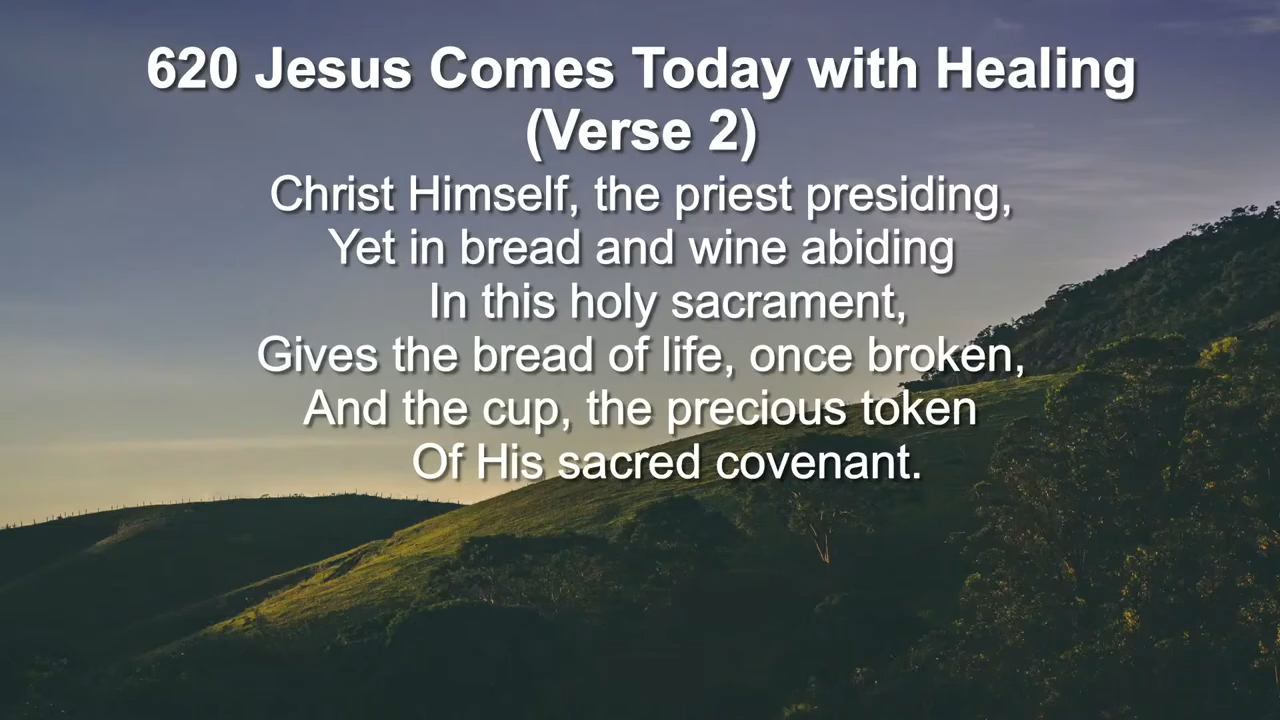 620 Jesus Comes Today with Healing
(Verse 2)
Christ Himself, the priest presiding,
Yet in bread and wine abiding
In this holy sacrament,
Gives the bread of life, once broken,
And the cup, the precious token
Of His sacred covenant.